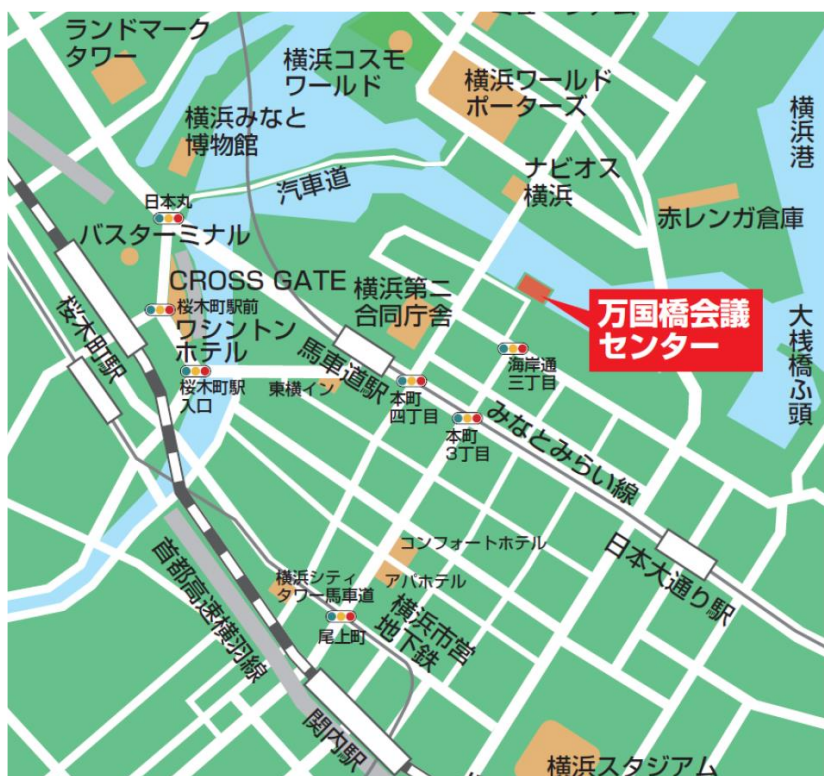 ランドマーク
タワー
横浜コスモ
ワールド
横浜ワールド
ポーターズ
横浜みなと
博物館
横浜港
ナビオス
横浜
汽車道
日本丸
赤レンガ倉庫
バスターミナル
CROSS GATE
桜木町駅前
横浜第二
合同庁舎
万国橋会議
センター
大桟橋ふ頭
桜木町駅
ワシントン
ホテル
馬車道駅
海岸通
三丁目
桜木町駅
入口
東横イン
本町
四丁目
本町
3丁目
みなとみらい線
コンフォートホテル
日本大通り駅
首都高速横羽線
横浜シティ
タワー馬車道
アパホテル
横浜市営
地下鉄
尾上町
関内駅
横浜スタジアム